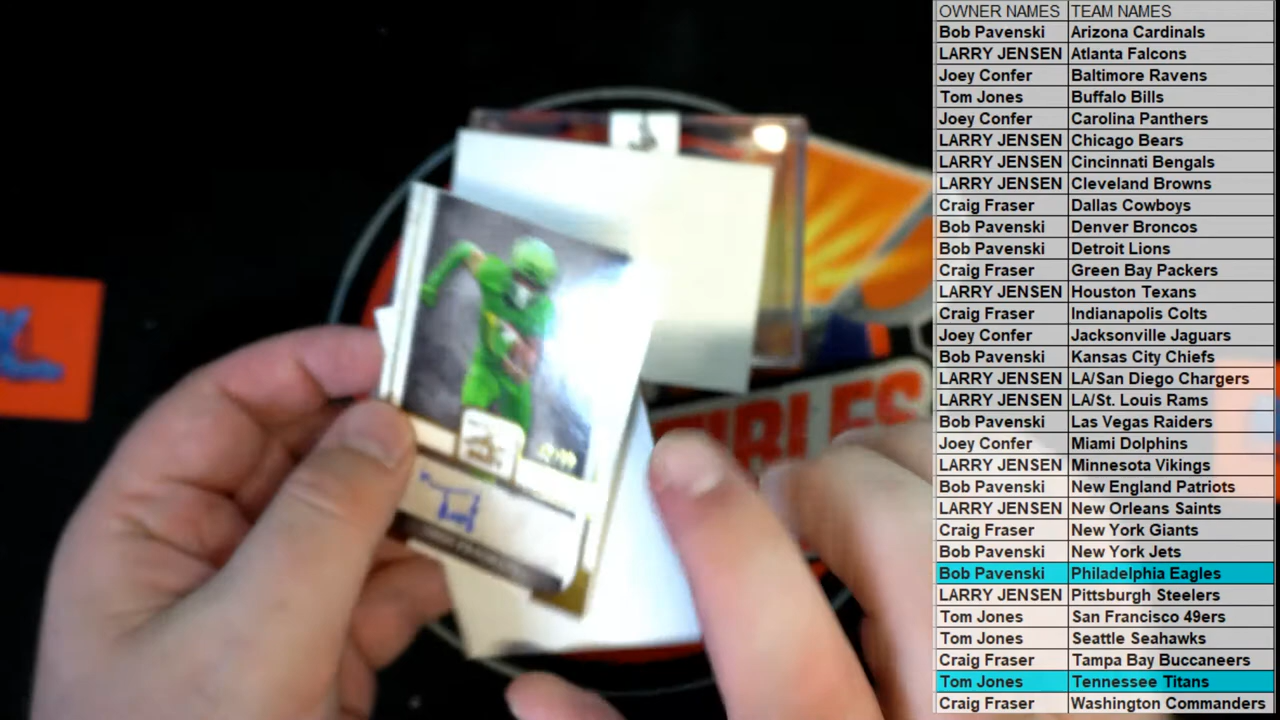 OWNER NAMES TEAM NAMES
Bob Pavenski Arizona Cardinals
LARRY JENSEN Atlanta Falcons
Joey Confer Baltimore Ravens
Tom Jones Buffalo Bills
Joey Confer Carolina Panthers
LARRY JENSEN Chicago Bears
LARRY JENSEN Cincinnati Bengals
LARRY JENSEN Cleveland Browns
Craig Fraser Dallas Cowboys
Bob Pavenski Denver Broncos
Bob Pavenski Detroit Lions
Craig Fraser Green Bay Packers
LARRY JENSEN Houston Texans
Craig Fraser Indianapolis Colts
Joey Confer Jacksonville Jaguars
Bob Pavenski Kansas City Chiefs
LARRY JENSEN LA/San Diego Chargers
LARRY JENSEN LA/St. Louis Rams
Bob Pavenski Las Vegas Raiders
Joey Confer Miami Dolphins
LARRY JENSEN Minnesota Vikings
Bob Pavenski New England Patriots
LARRY JENSEN New Orleans Saints
Craig Fraser New York Giants
Bob Pavenski New York Jets
Bob Pavenski Philadelphia Eagles
LARRY JENSEN Pittsburgh Steelers
Tom Jones San Francisco 49ers
Tom Jones Seattle Seahawks
Craig Fraser Tampa Bay Buccaneers
Tom Jones Tennessee Titans
Craig Fraser Washington Commanders